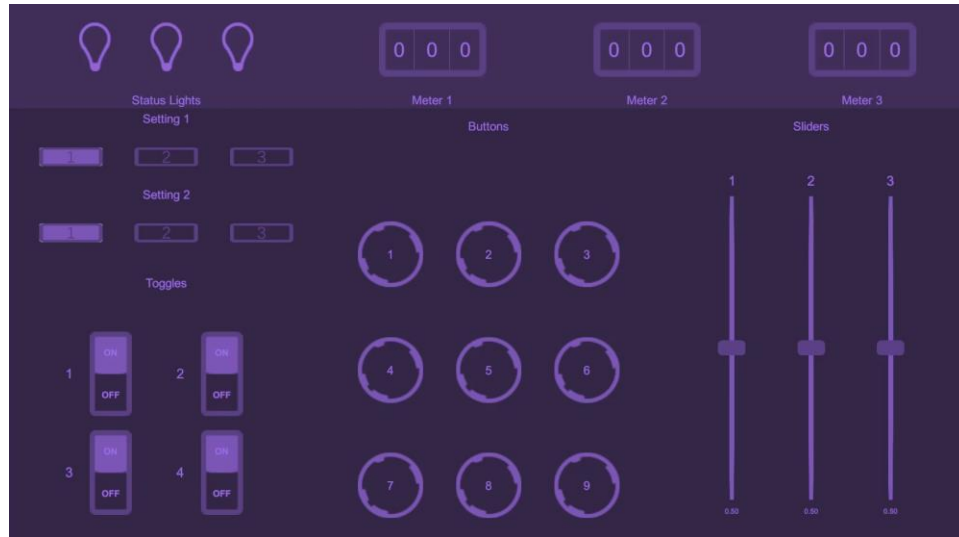 0 0 0
0 0 0
0 0 0
Status Lights
Meter 1
Meter 2
Meter 3
Setting 1
1 2 3
Setting 2
1 2 3
Toggles
1
ON
OFF
2
ON
OFF
3
ON
OFF
4
ON
OFF
Buttons
1 2 3
4 5 6
7 8 9
Sliders
1 2 3
0.50 0.50 0.50